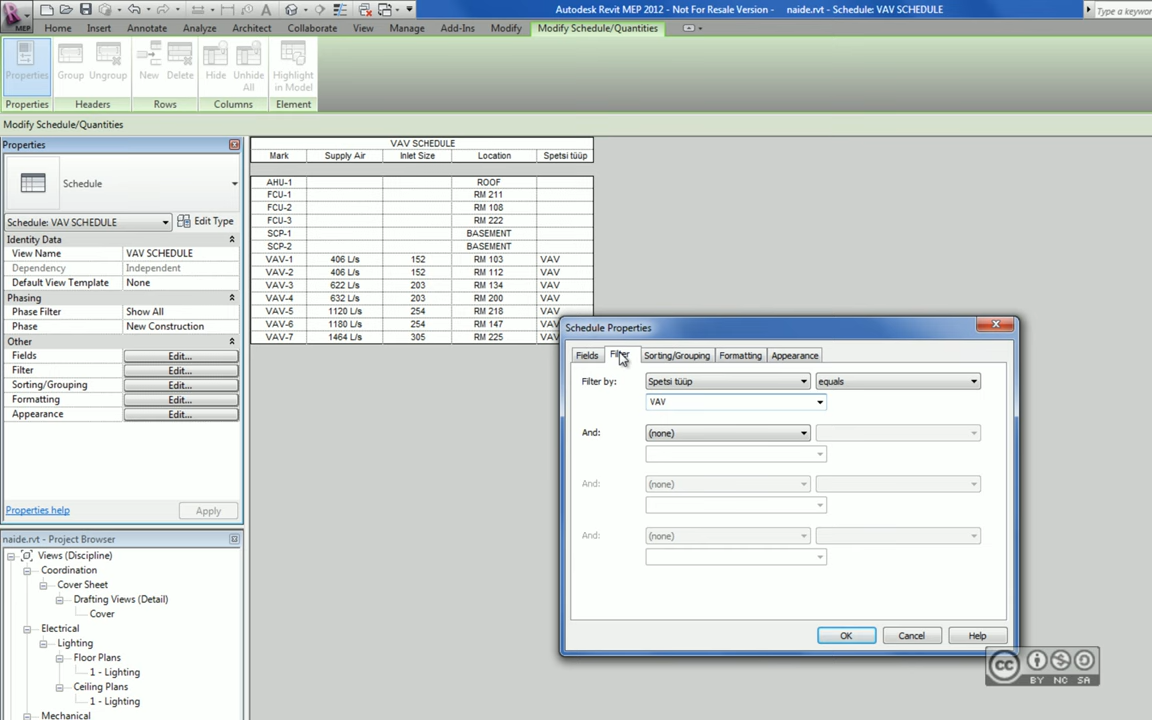 Autodesk Revit MEP 2012 - Not For Resale Version - naide.rvt - Schedule: VAV SCHEDULE
Type a keywor
MEP
Home Insert Annotate Analyze Architect Collaborate View Manage Add-Ins Modify Modify Schedule/Quantities
Properties Group Ungroup New Delete Hide Unhide All Highlight in Model
Properties Headers Rows Columns Element
Modify Schedule/Quantities
Properties
Schedule
Schedule: VAV SCHEDULE Edit Type
Identity Data
View Name VAV SCHEDULE
Dependency Independent
Default View Template None
Phasing
Phase Filter Show All
Phase New Construction
Other
Fields Edit...
Filter Edit...
Sorting/Grouping Edit...
Formatting Edit...
Appearance Edit...
Properties help Apply
naide.rvt - Project Browser
Views (Discipline)
Coordination
Cover Sheet
Drafting Views (Detail)
Cover
Electrical
Lighting
Floor Plans
1 - Lighting
Ceiling Plans
1 - Lighting
Mechanical
VAV SCHEDULE
Mark Supply Air Inlet Size Location Spetsi tüüp
AHU-1 ROOF
FCU-1 RM 211
FCU-2 RM 108
FCU-3 RM 222
SCP-1 BASEMENT
SCP-2 BASEMENT
VAV-1 406 L/s 152 RM 103 VAV
VAV-2 406 L/s 152 RM 112 VAV
VAV-3 622 L/s 203 RM 134 VAV
VAV-4 632 L/s 203 RM 200 VAV
VAV-5 1120 L/s 254 RM 218 VAV
VAV-6 1180 L/s 254 RM 147 VAV
VAV-7 1464 L/s 305 RM 225 VAV
Schedule Properties
Fields Filter Sorting/Grouping Formatting Appearance
Filter by: Spetsi tüüp equals
VAV
And: (none)
And: (none)
And: (none)
OK Cancel Help
cc
BY NC SA